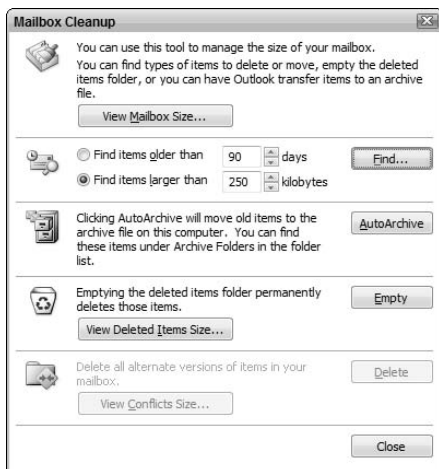 Mailbox Cleanup
You can use this tool to manage the size of your mailbox.
You can find types of items to delete or move, empty the deleted
items folder, or you can have Outlook transfer items to an archive
file.
View Mailbox Size...
Find items older than 90 days Find...
Find items larger than 250 kilobytes
Clicking AutoArchive will move old items to the AutoArchive
archive file on this computer. You can find
these items under Archive Folders in the folder
list.
Emptying the deleted items folder permanently Empty
deletes those items.
View Deleted Items Size...
Delete all alternate versions of items in your Delete
mailbox.
View Conflicts Size...
Close